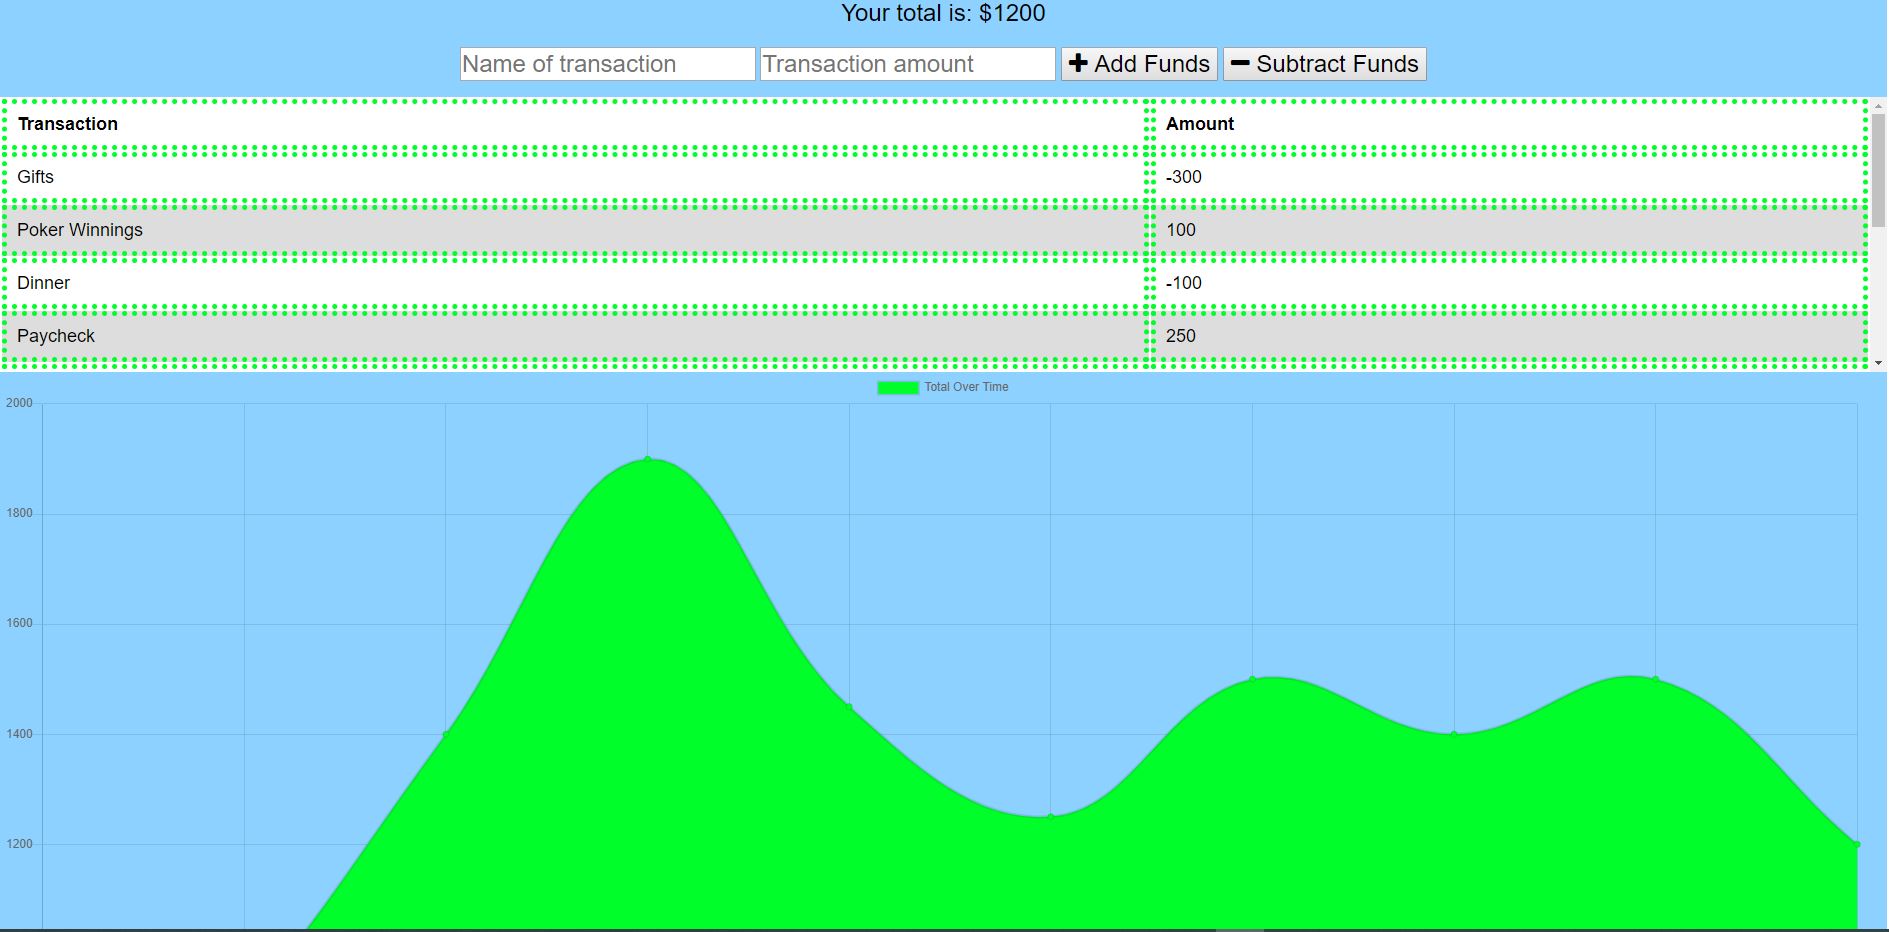 Your total is: $1200
Name of transaction Transaction amount Add Funds Subtract Funds
Transaction Amount
Gifts -300
Poker Winnings 100
Dinner -100
Paycheck 250
Total Over Time
2000
1800
1600
1400
1200